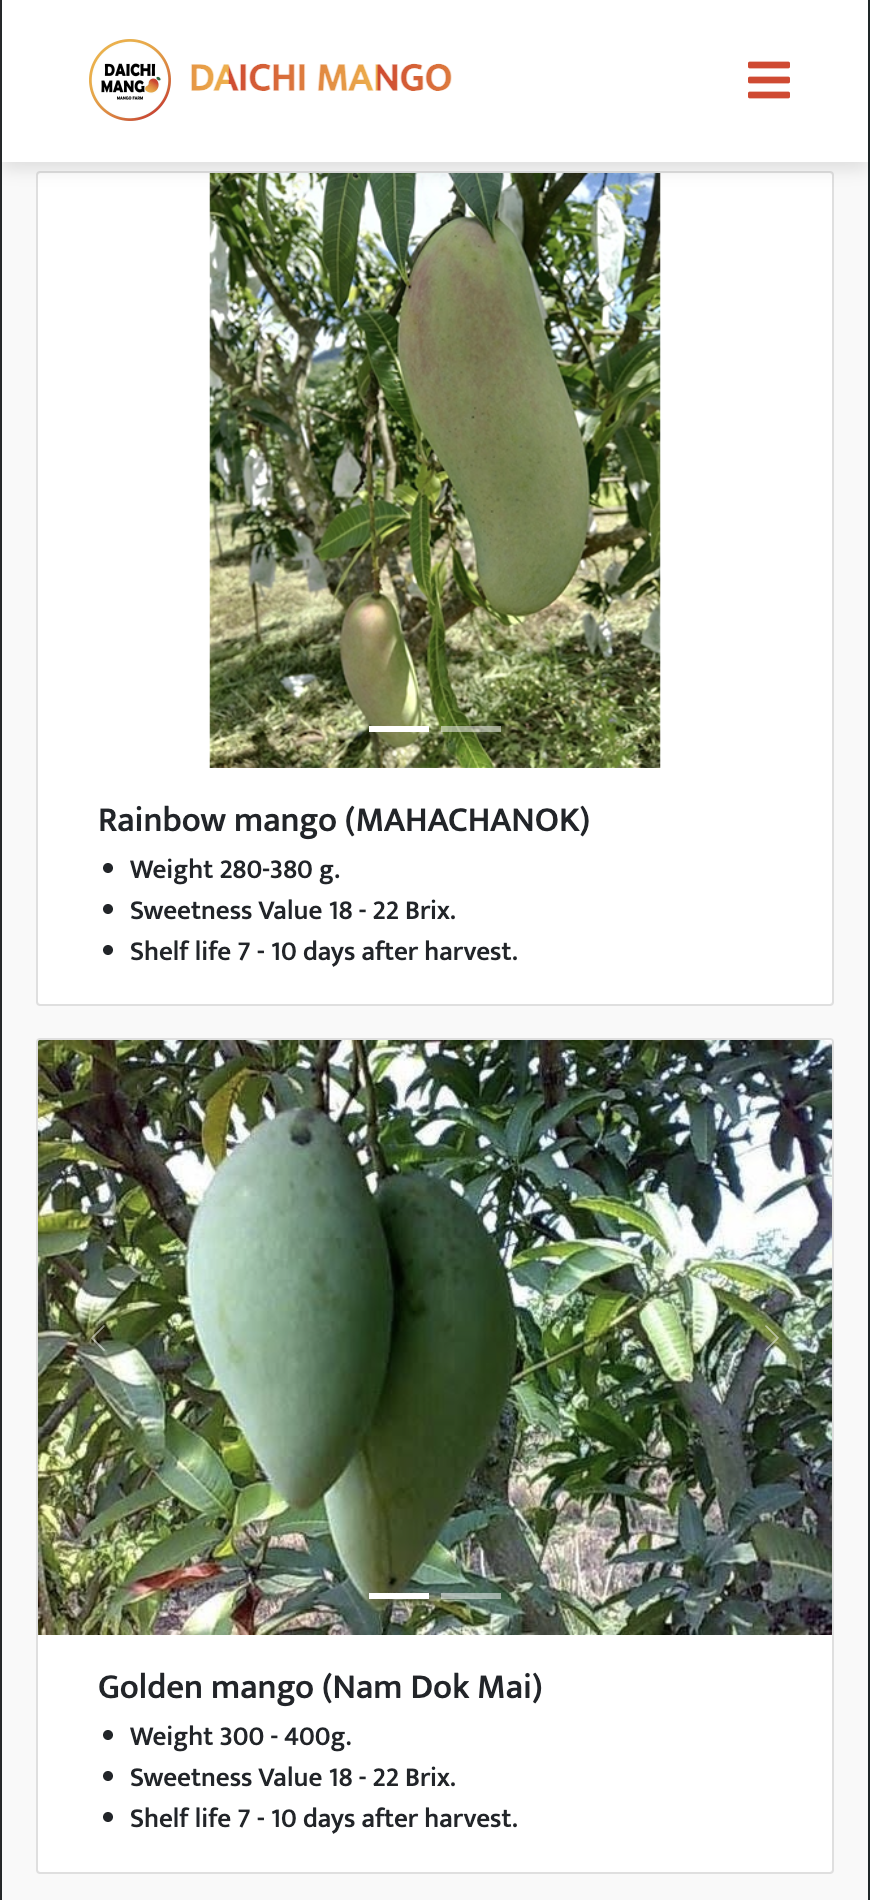 DAICHI
MANGO
MANGO FARM
DAICHI MANGO
Rainbow mango (MAHACHANOK)
• Weight 280-380 g.
• Sweetness Value 18 - 22 Brix.
• Shelf life 7 - 10 days after harvest.
Golden mango (Nam Dok Mai)
• Weight 300 - 400g.
• Sweetness Value 18 - 22 Brix.
• Shelf life 7 - 10 days after harvest.